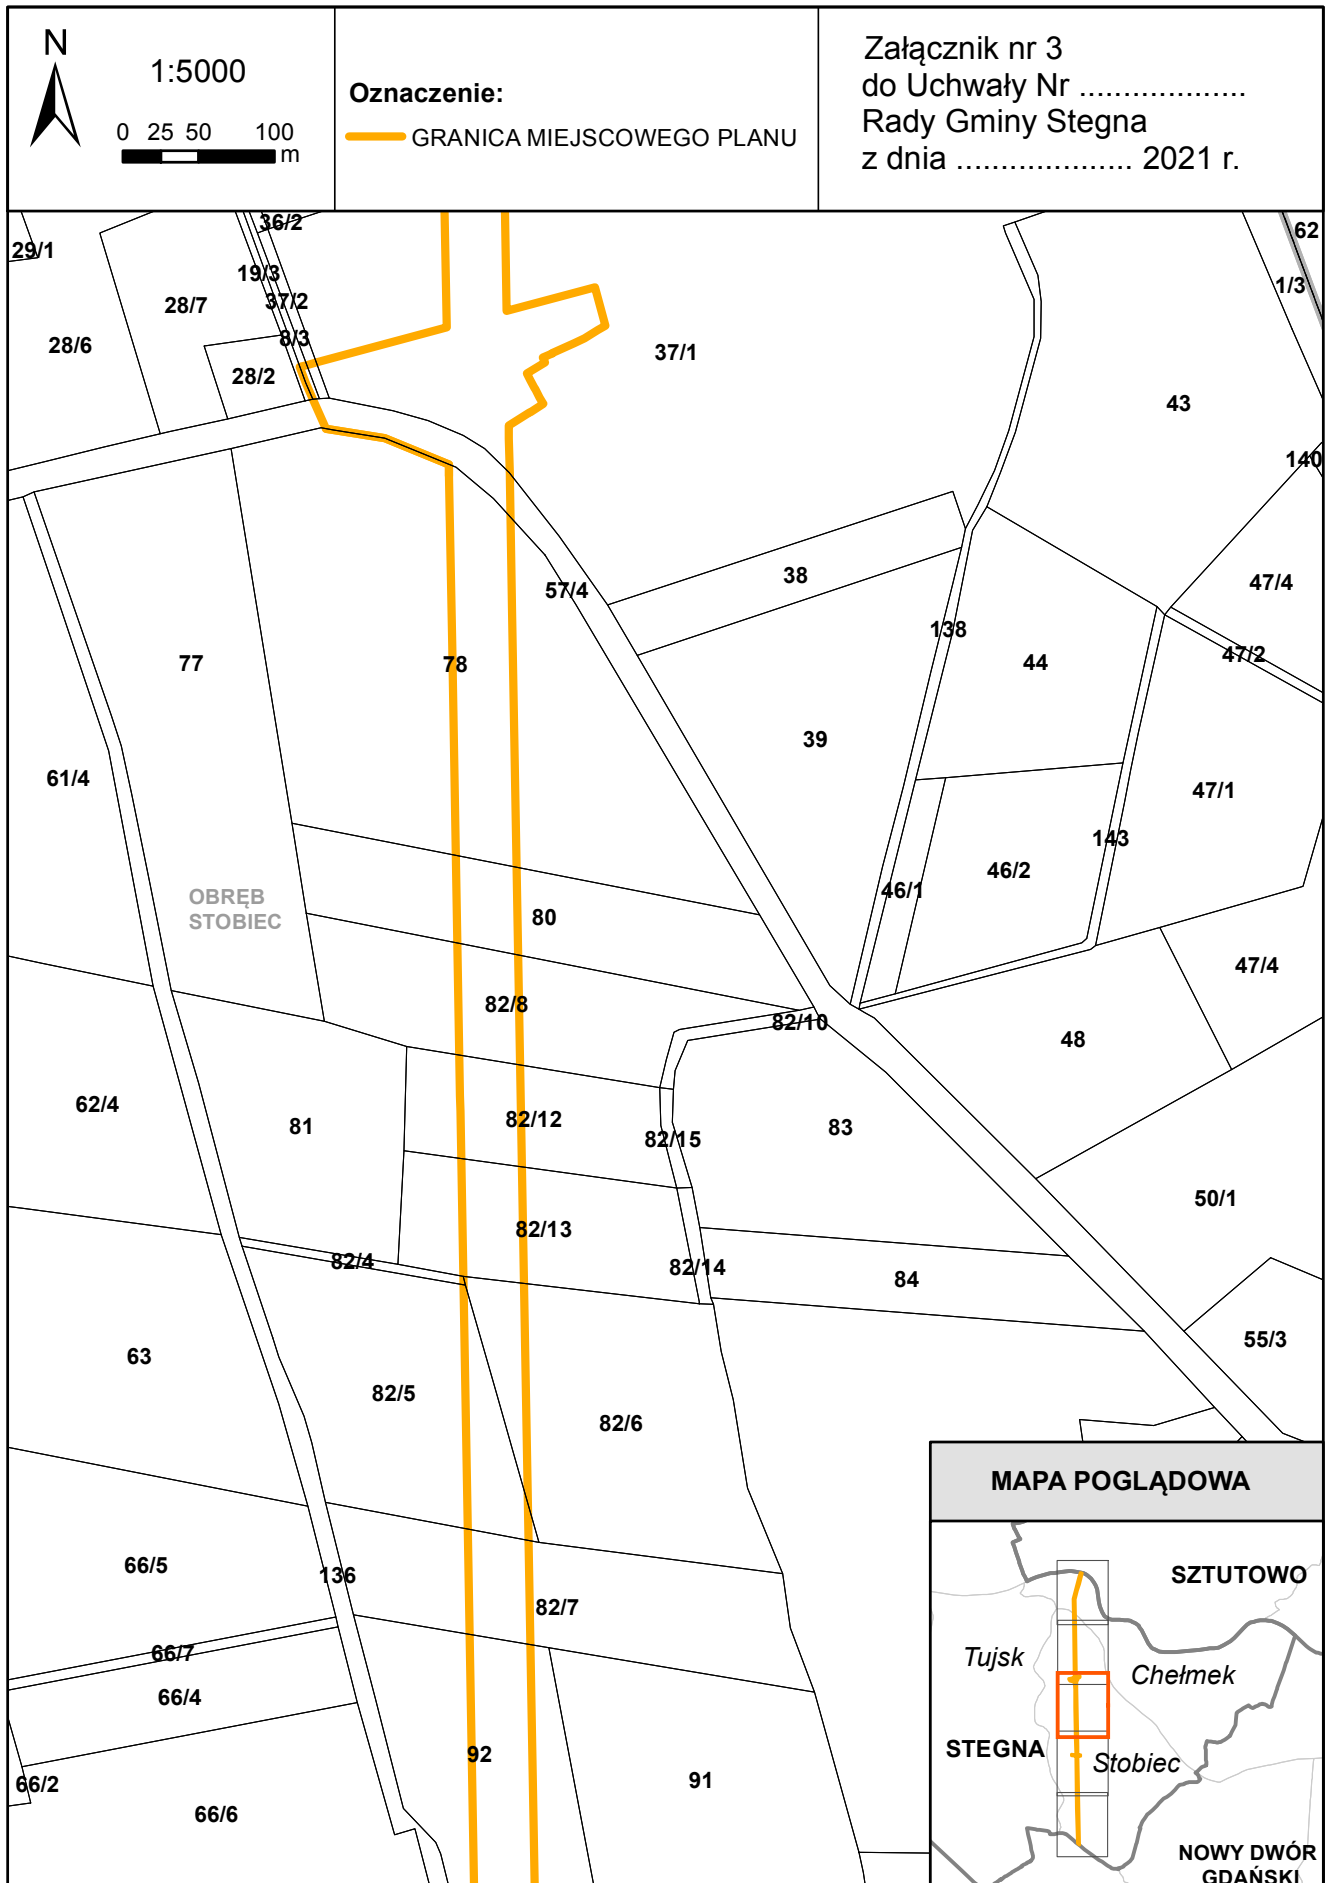 N
1:5000
0 25 50 100
m
Oznaczenie:
GRANICA MIEJSCOWEGO PLANU
Załącznik nr 3
do Uchwały Nr ...................
Rady Gminy Stegna
z dnia .................... 2021 r.
36/2
62
29/1
19/3
1/3
37/2
28/7
8/3
28/6
37/1
28/2
43
140
38
47/4
57/4
138
47/2
77
78
44
39
61/4
47/1
143
46/2
46/1
OBRĘB
STOBIEC
80
47/4
82/8
82/10
48
62/4
82/12
81
82/15
83
50/1
82/13
82/4
82/14
84
55/3
63
82/5
82/6
66/5
136
82/7
66/7
66/4
92
91
66/2
66/6
MAPA POGLĄDOWA
SZTUTOWO
Tujsk
Chełmek
STEGNA
Stobiec
NOWY DWÓR
GDAŃSKI